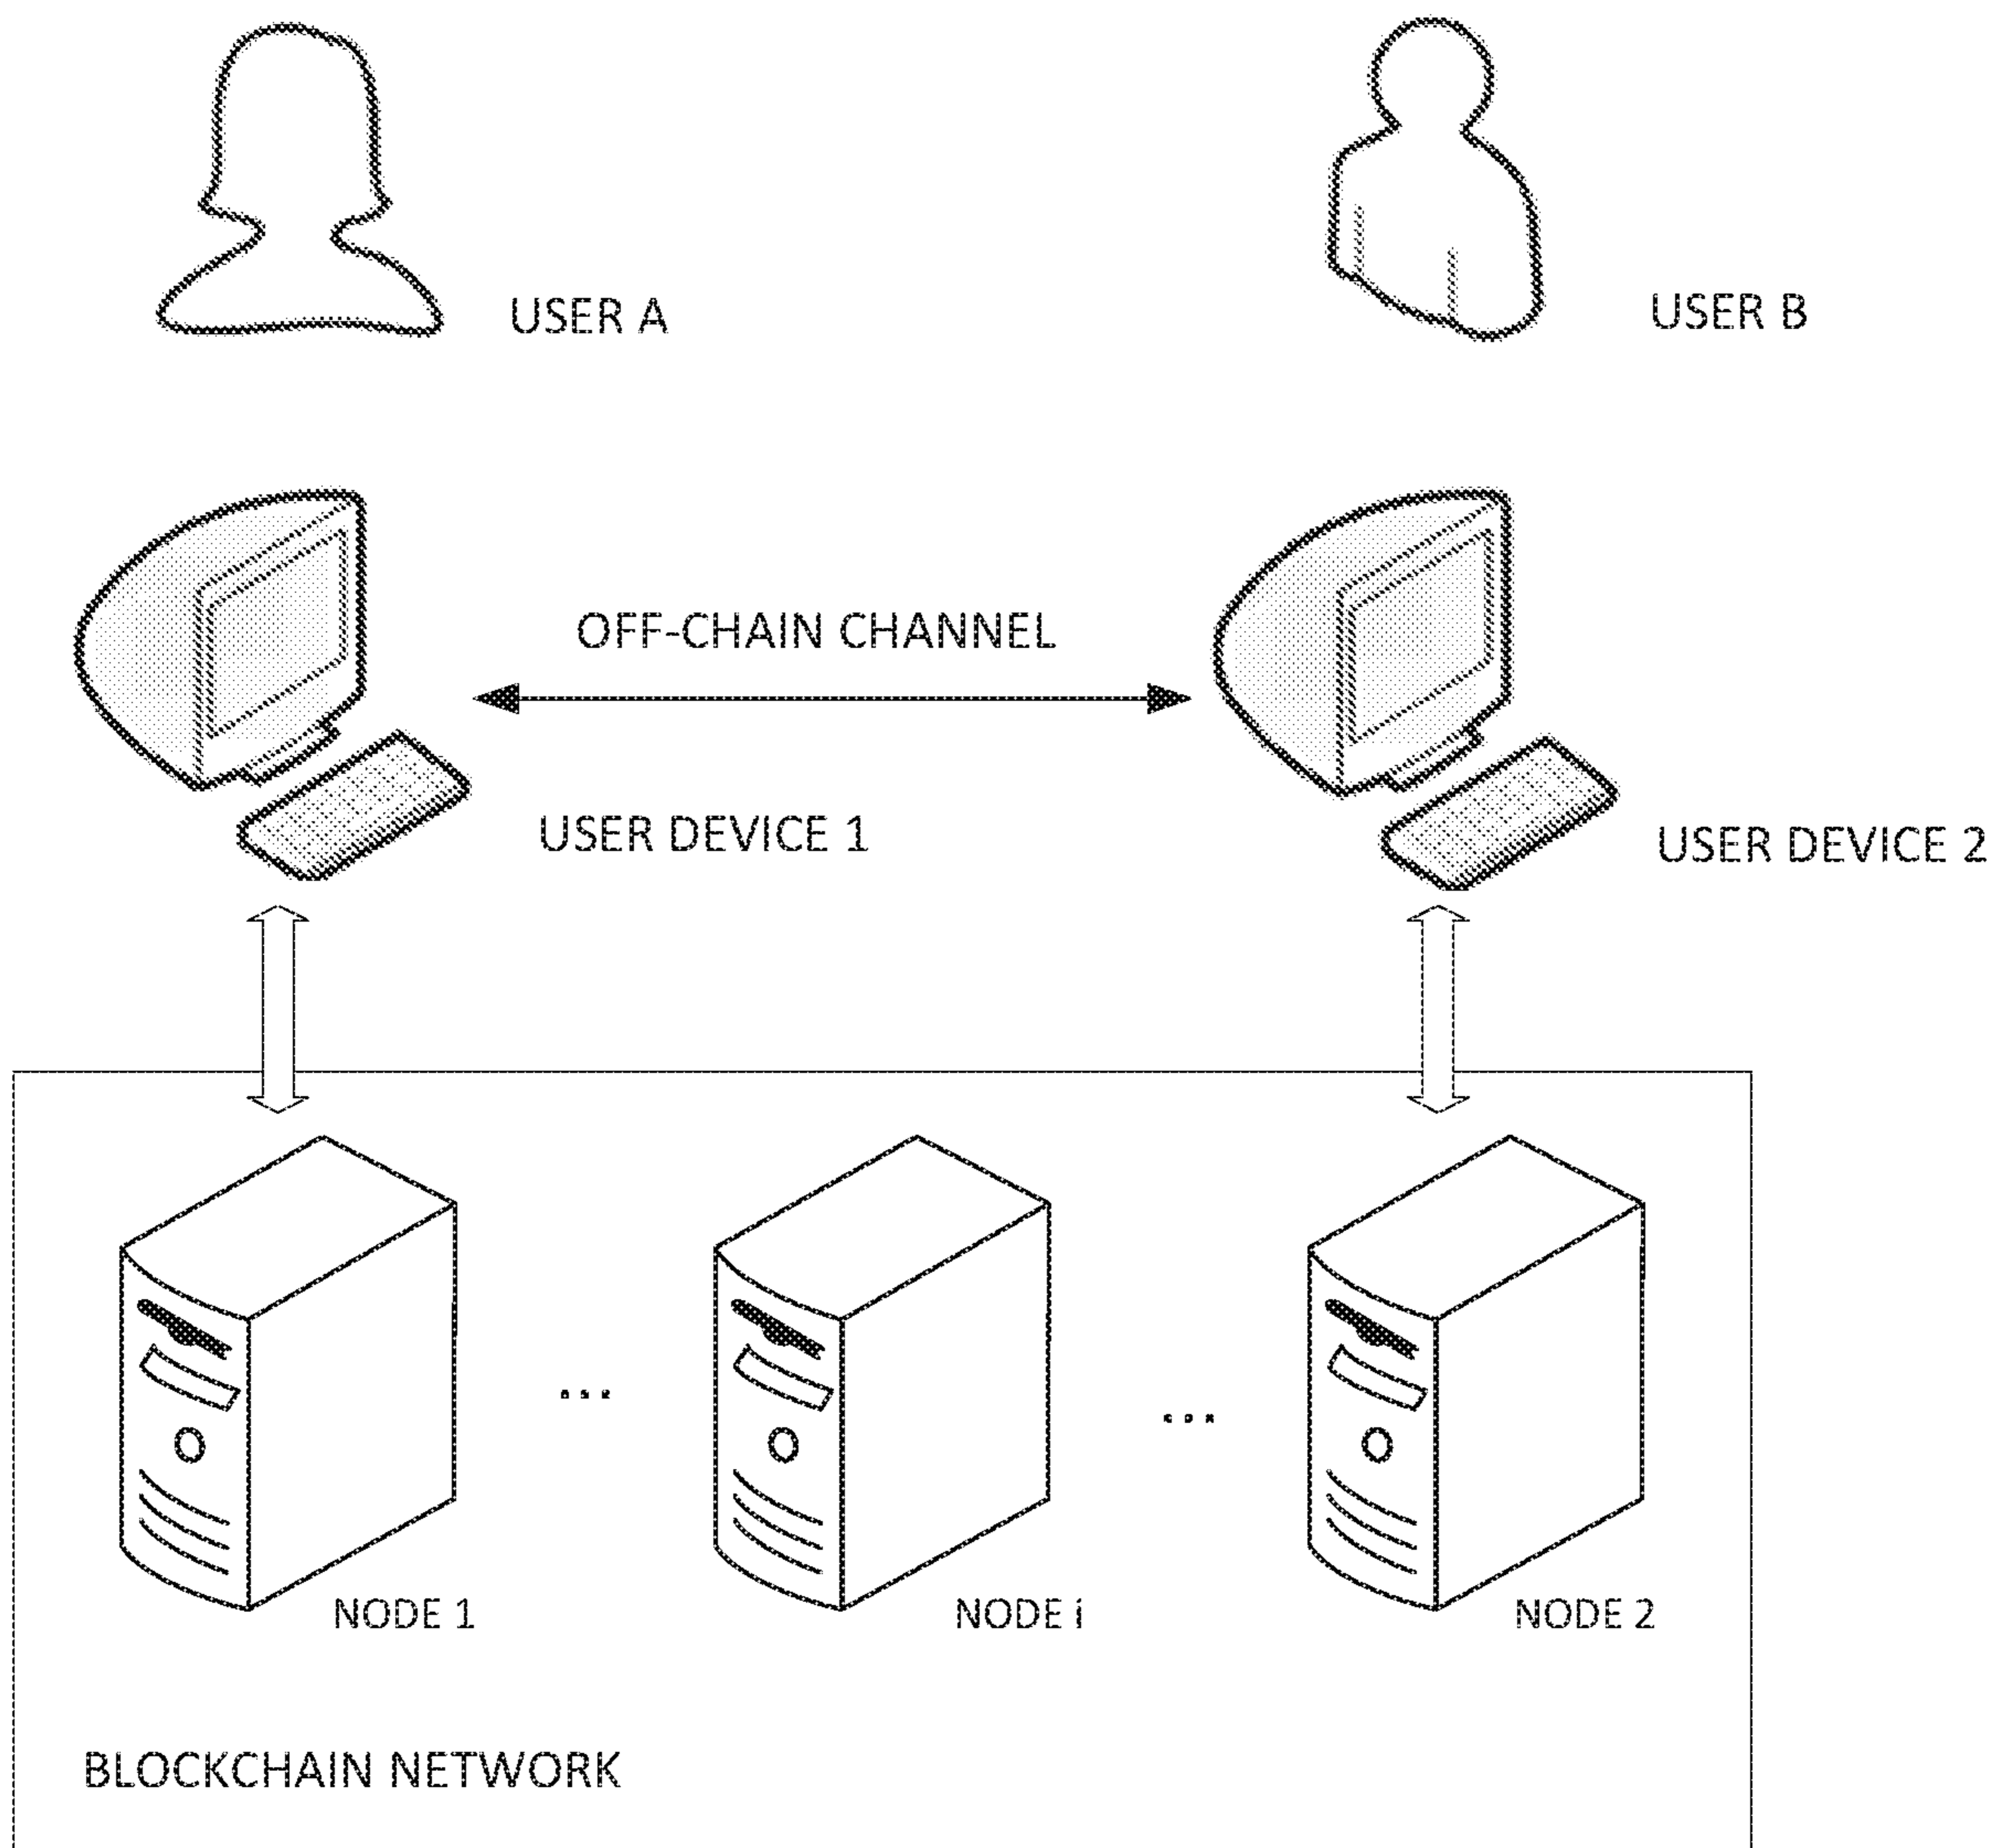 USER A
USER B
OFF-CHAIN CHANNEL
USER DEVICE 1
USER DEVICE 2
...
...
NODE 1
NODE i
NODE 2
BLOCKCHAIN NETWORK